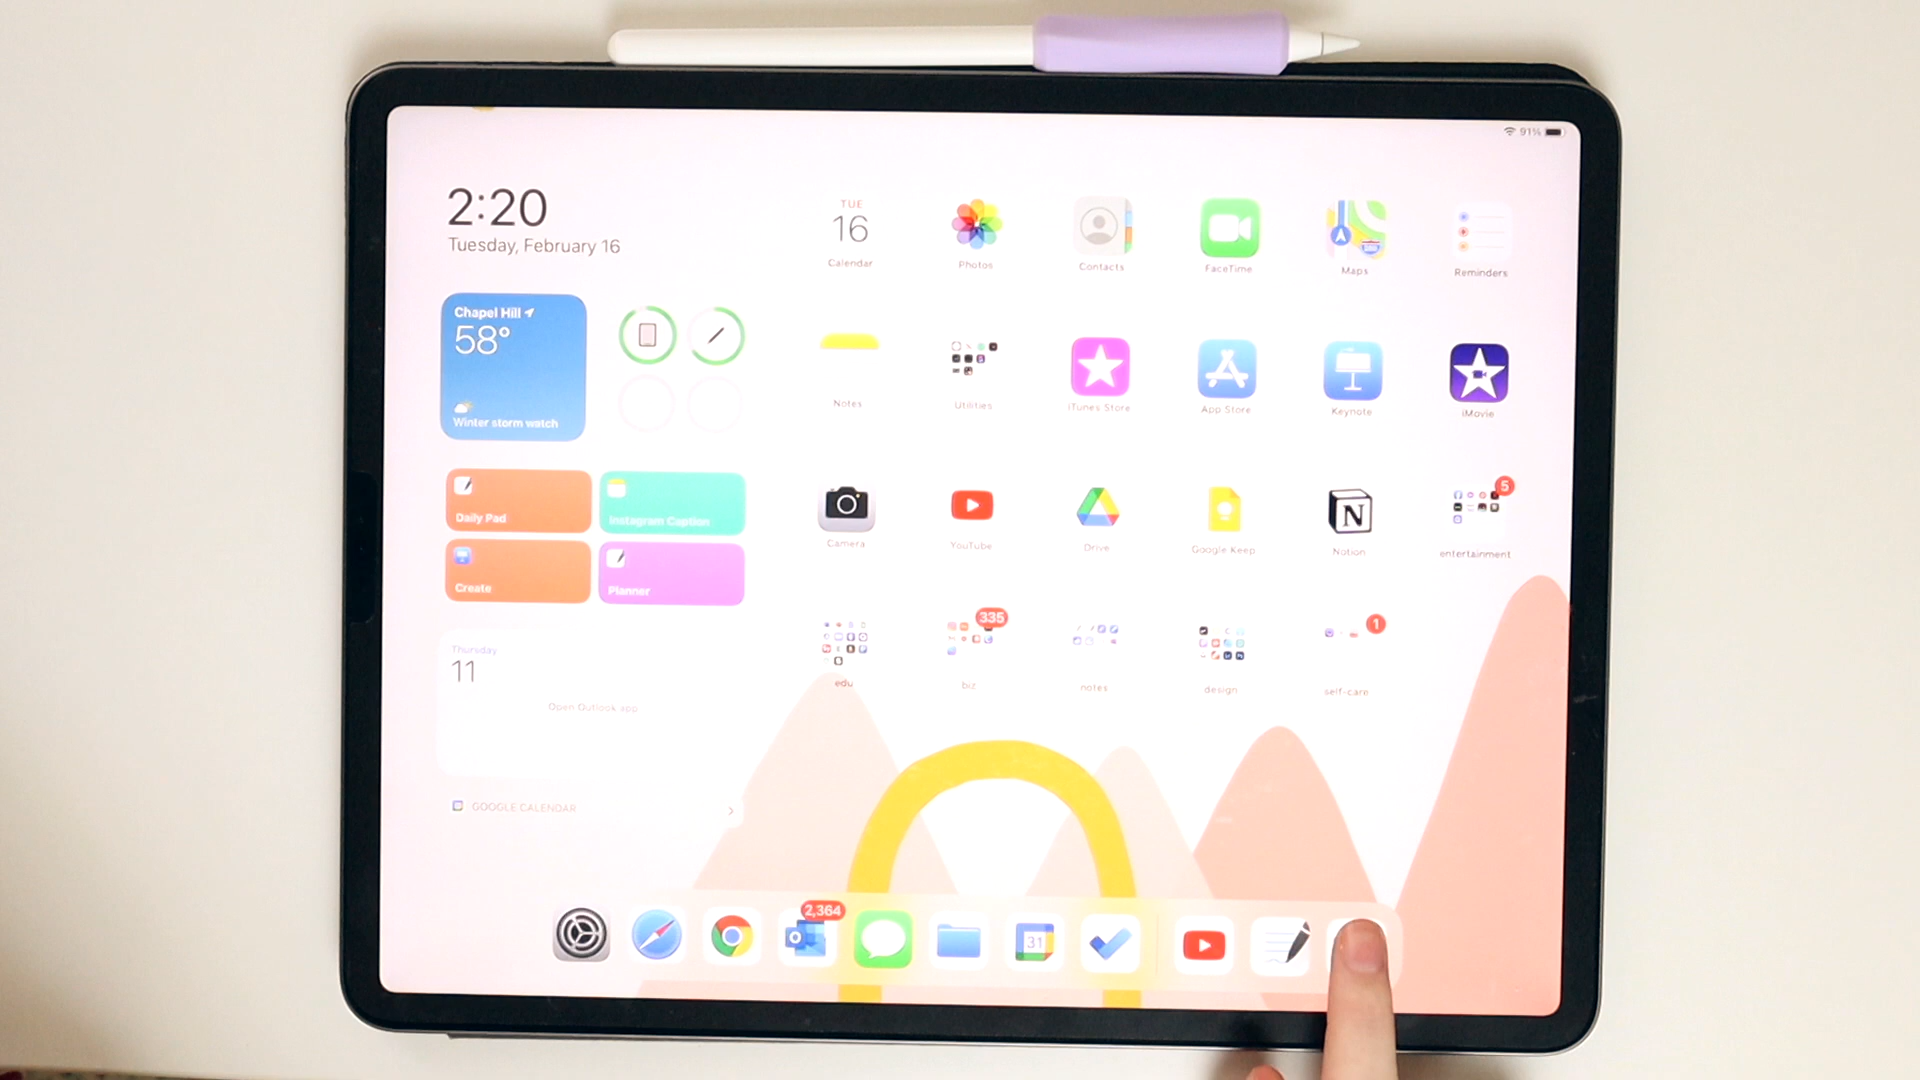 91%
2:20
Tuesday, February 16
TUE
16
Calendar
Photos
Contacts
FaceTime
Maps
Reminders
Chapel Hill
58°
Winter storm watch
Notes
Utilities
iTunes Store
App Store
Keynote
iMovie
Daily Pad
Instagram Caption
Create
Planner
Camera
YouTube
Drive
Google Keep
N
Notion
5
entertainment
Thursday
11
Open Outlook app
GOOGLE CALENDAR
edu
335
biz
notes
design
1
self-care
2,364
31